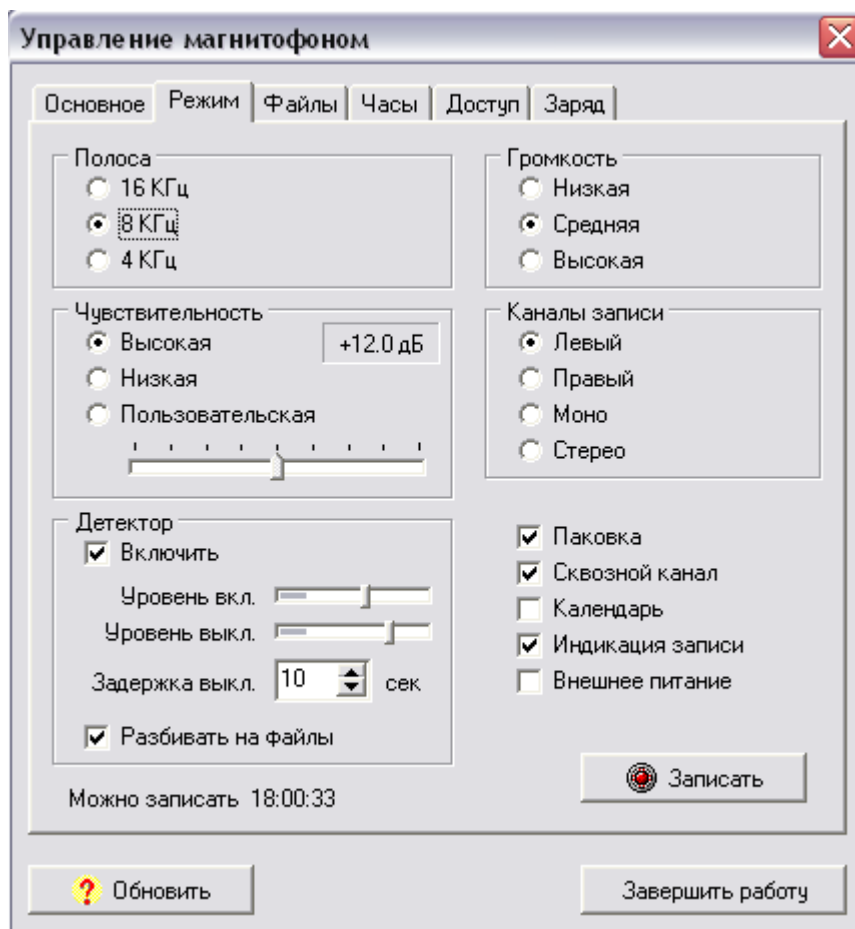 Управление магнитофоном
Основное Режим Файлы Часы Доступ Заряд
Полоса
16 КГц
8 КГц
4 КГц
Громкость
Низкая
Средняя
Высокая
Чувствительность
Высокая +12.0 дБ
Низкая
Пользовательская
Каналы записи
Левый
Правый
Моно
Стерео
Детектор
Включить
Уровень вкл.
Уровень выкл.
Задержка выкл. 10 сек
Разбивать на файлы
Паковка
Сквозной канал
Календарь
Индикация записи
Внешнее питание
Можно записать 18:00:33
Записать
? Обновить
Завершить работу